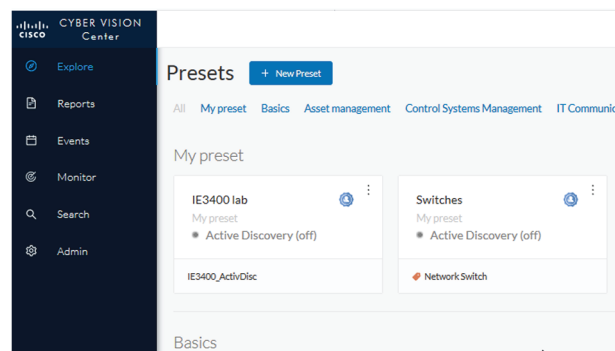 CYBER VISION
CISCO Center
Explore
Reports
Events
Monitor
Search
Admin
Presets
+ New Preset
All My preset Basics Asset management Control Systems Management IT Communic
My preset
IE3400 lab
My preset
Active Discovery (off)
IE3400_ActivDisc
Switches
My preset
Active Discovery (off)
Network Switch
Basics